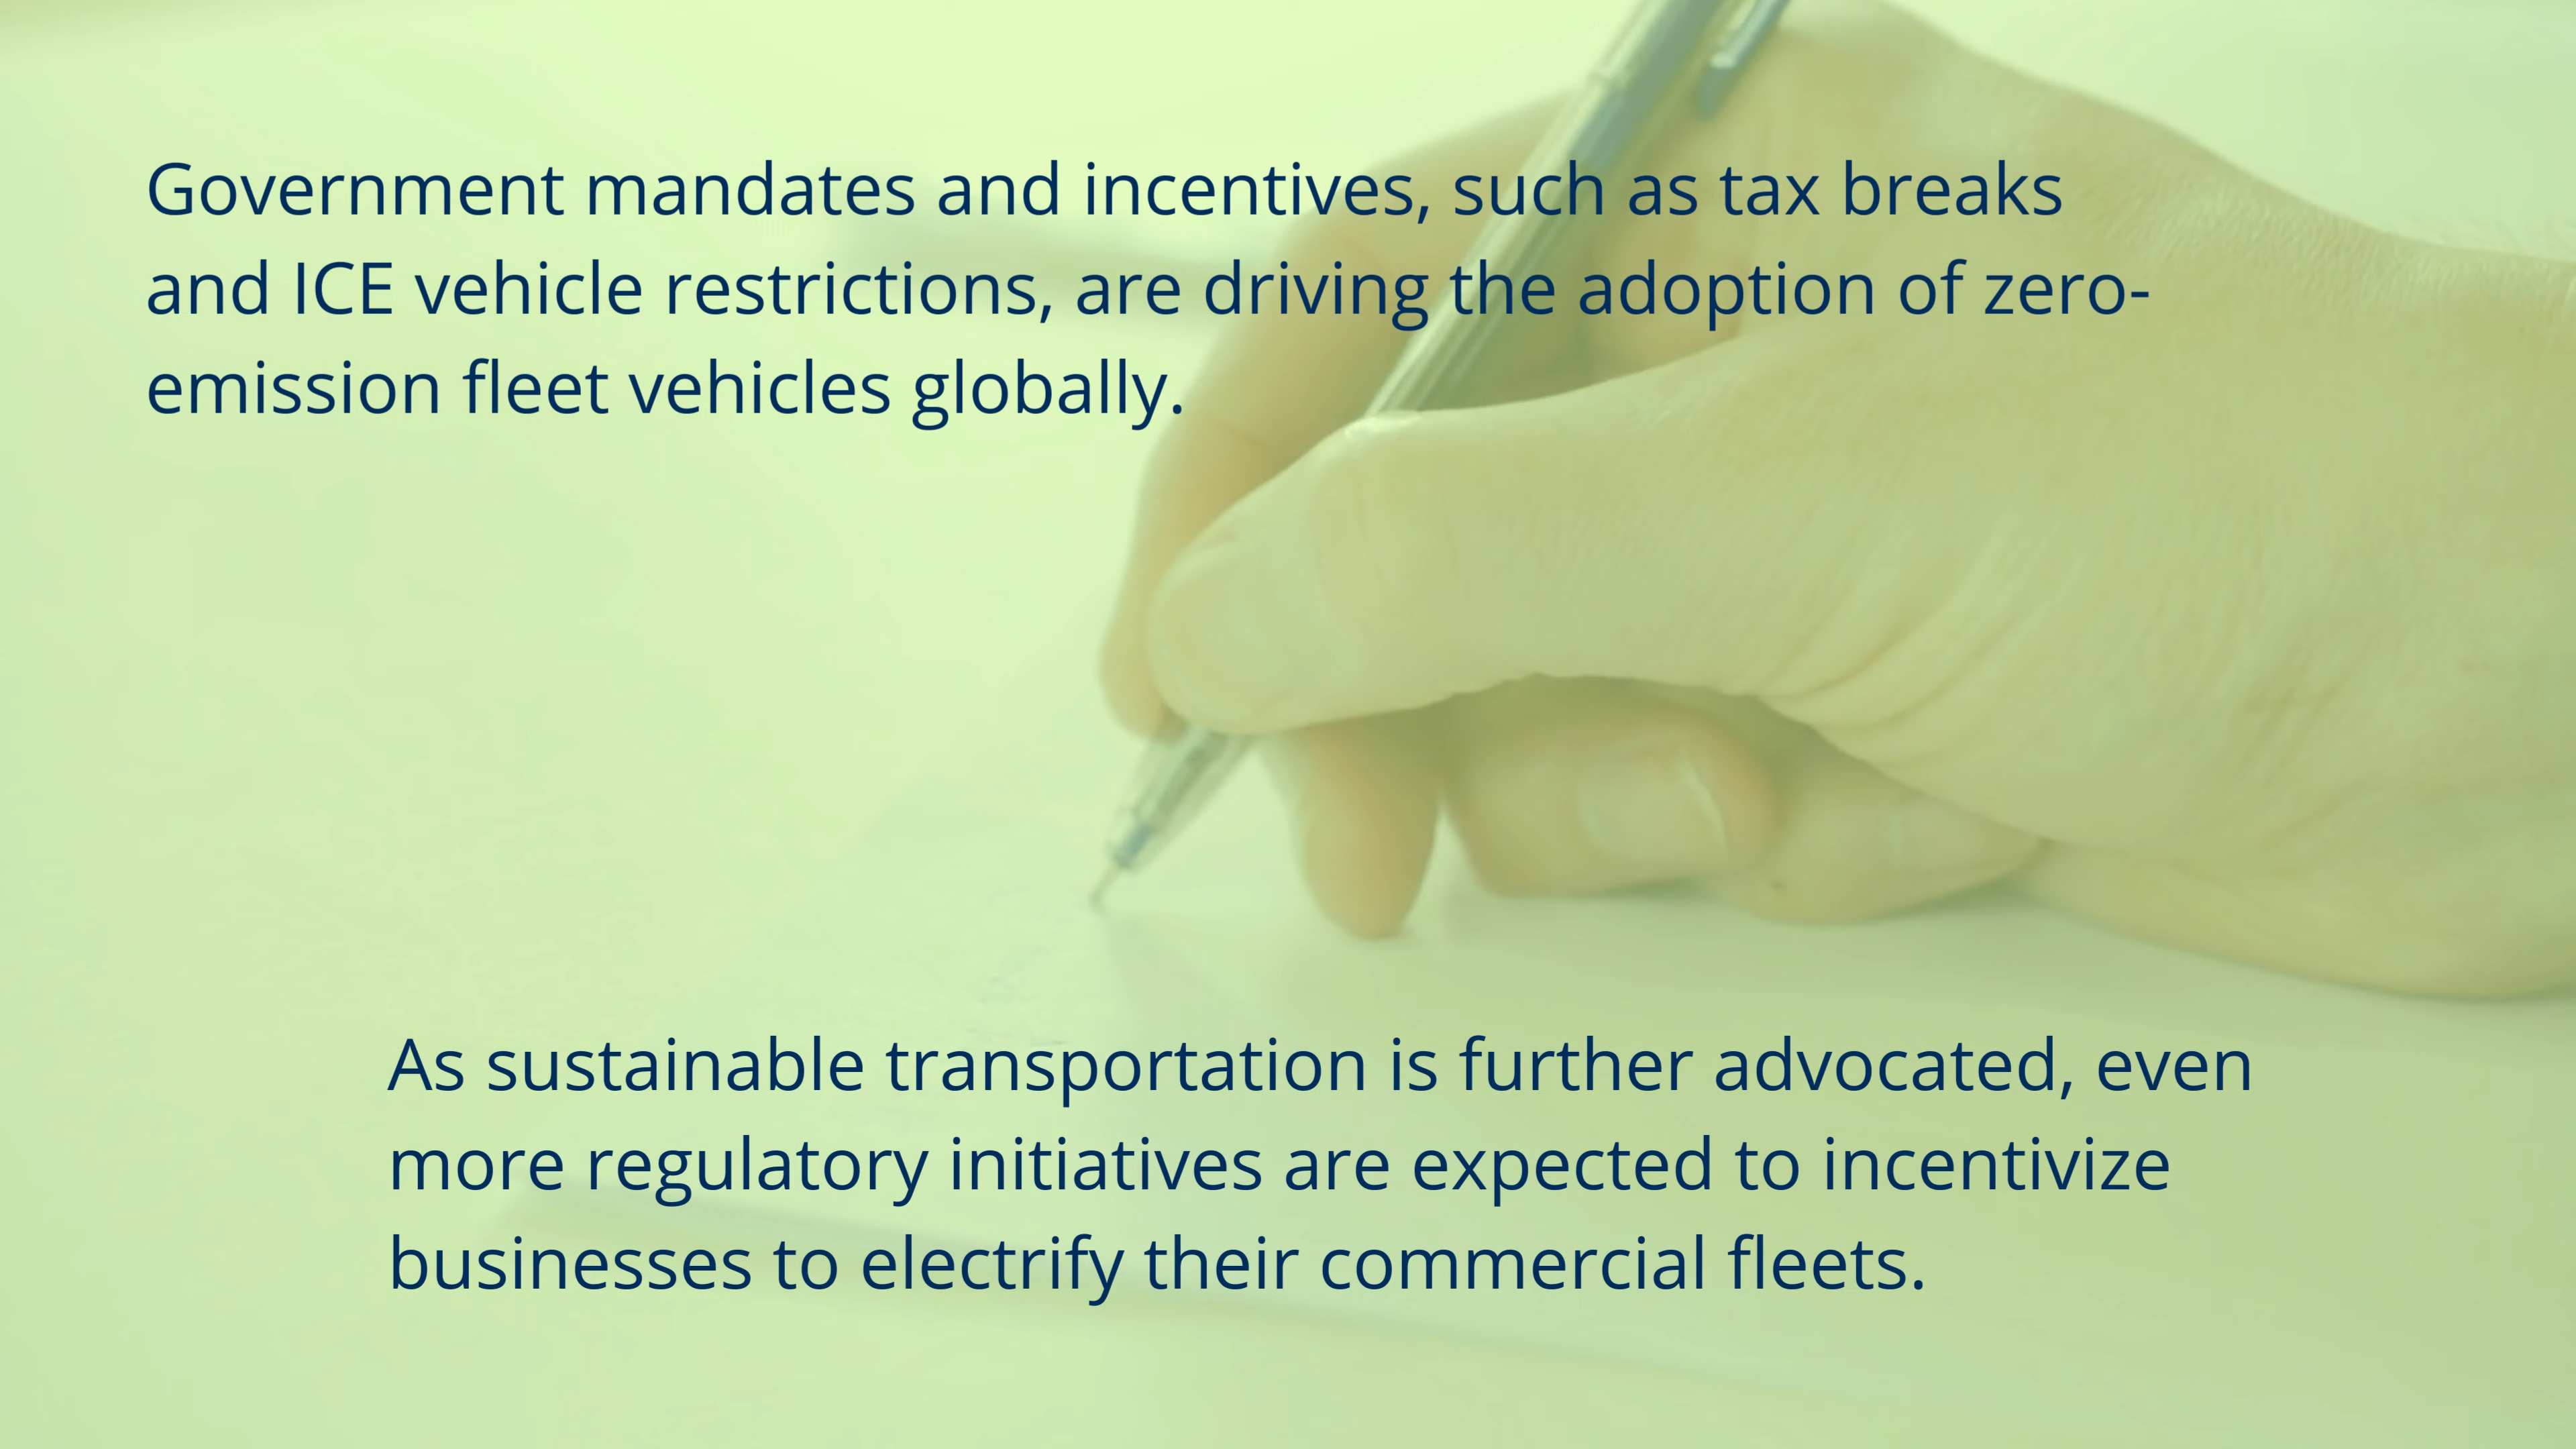 Government mandates and incentives, such as tax breaks
and ICE vehicle restrictions, are driving the adoption of zero-
emission fleet vehicles globally.
As sustainable transportation is further advocated, even
more regulatory initiatives are expected to incentivize
businesses to electrify their commercial fleets.